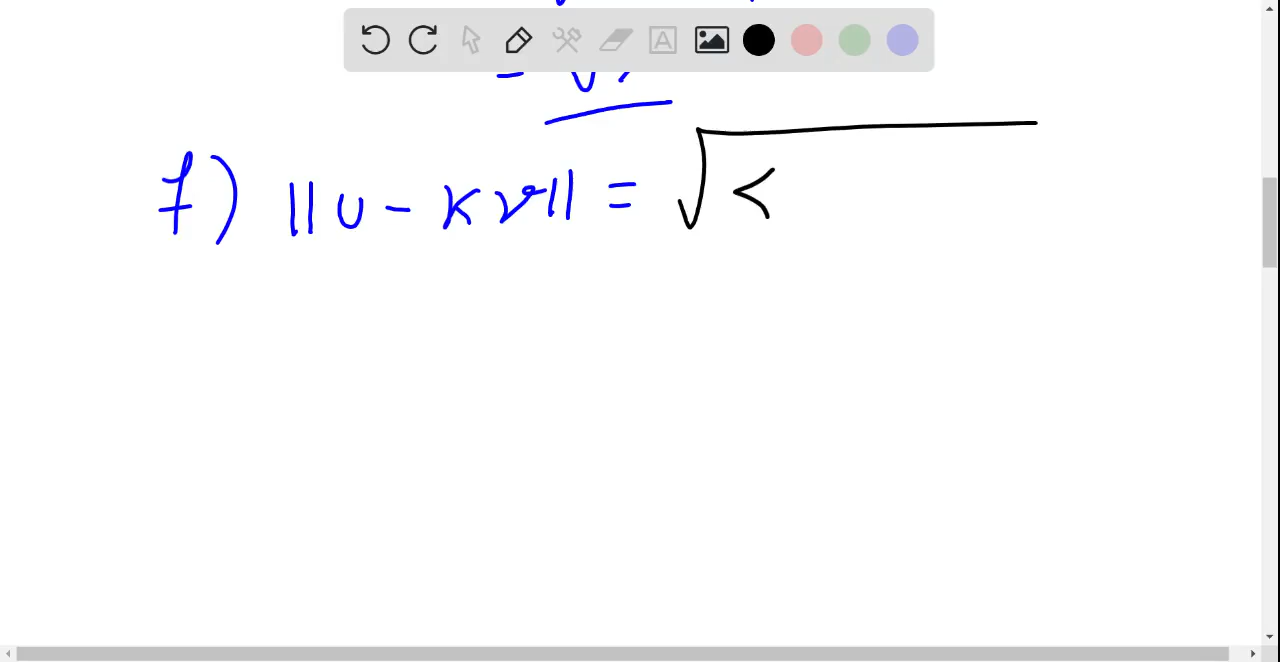 f) ||u - kv|| = √<